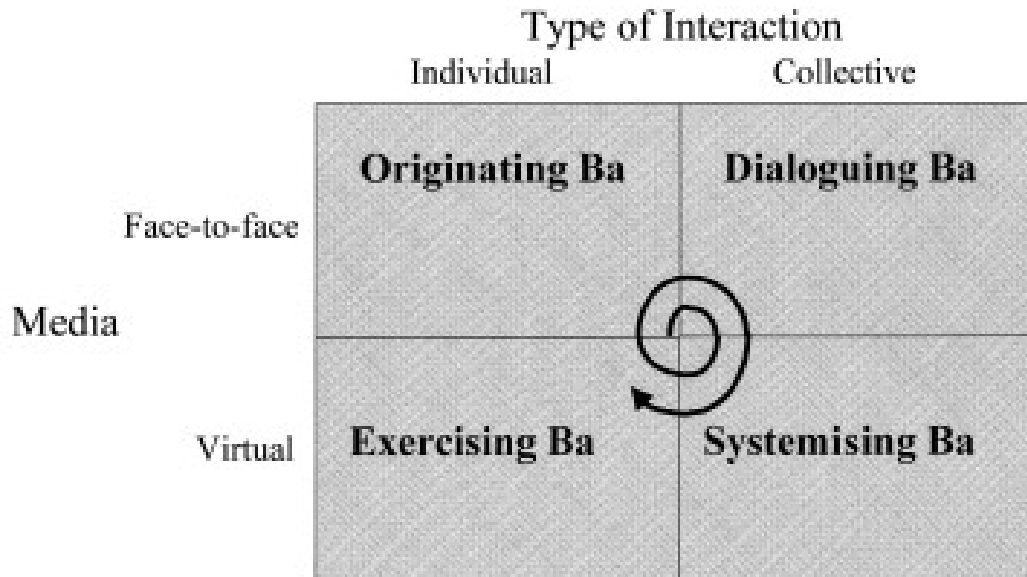 Type of Interaction
Individual Collective
Originating Ba Dialoguing Ba
Face-to-face
Media
Virtual Exercising Ba Systemising Ba